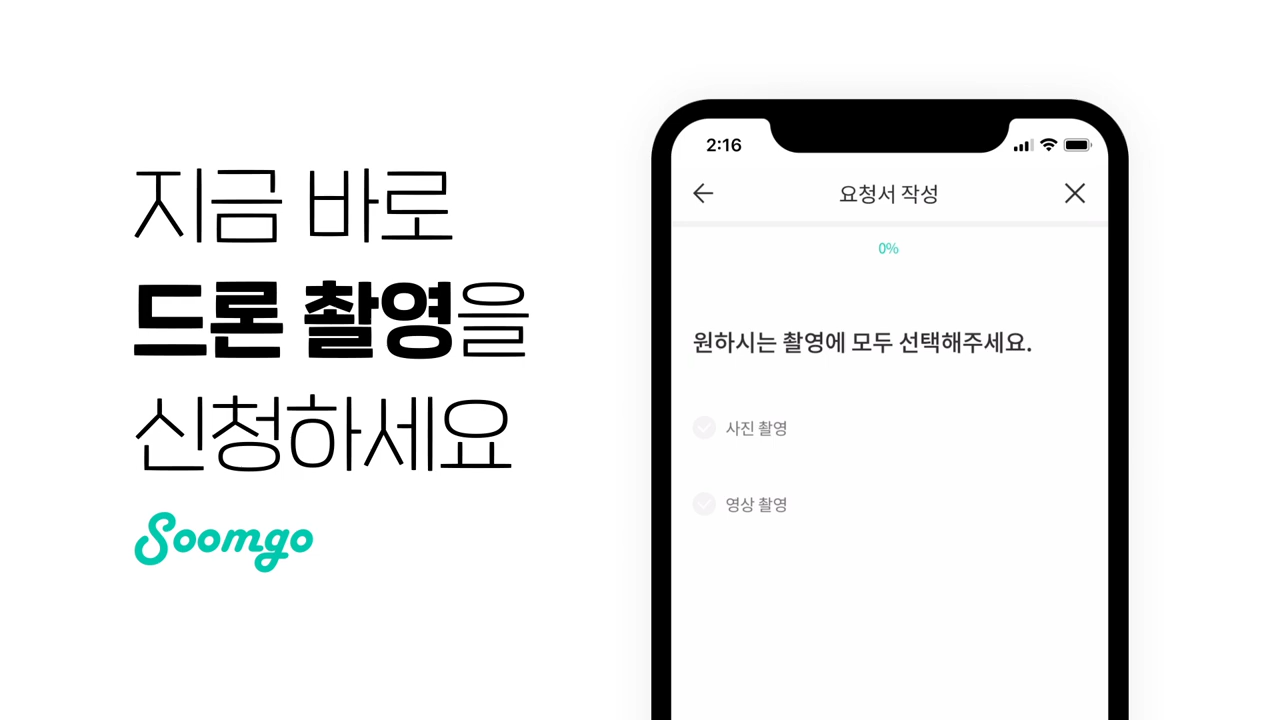 지금 바로
드론 촬영을
신청하세요
Soomgo
2:16
요청서 작성
0%
원하시는 촬영에 모두 선택해주세요.
사진 촬영
영상 촬영